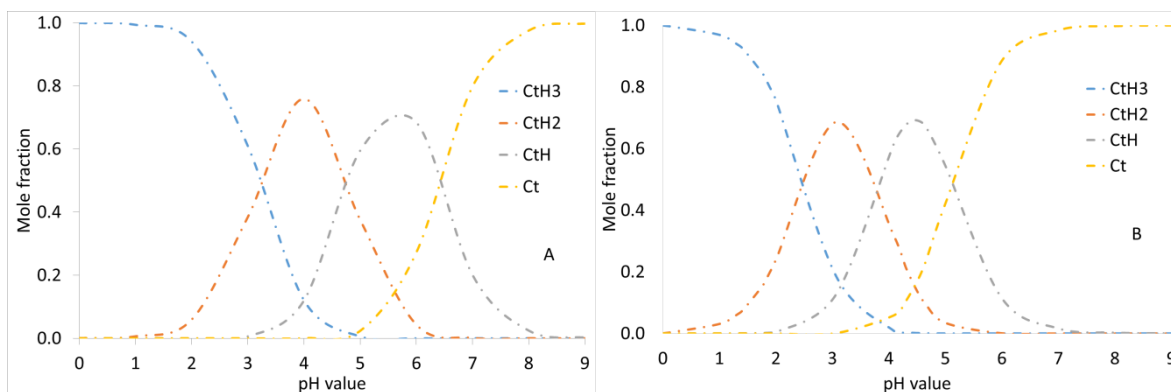 1.0
0.8
0.6
0.4
0.2
0.0
Mole fraction
0 1 2 3 4 5 6 7 8 9
pH value
CtH3
CtH2
CtH
Ct
A
1.0
0.8
0.6
0.4
0.2
0.0
Mole fraction
0 1 2 3 4 5 6 7 8 9
pH value
CtH3
CtH2
CtH
Ct
B